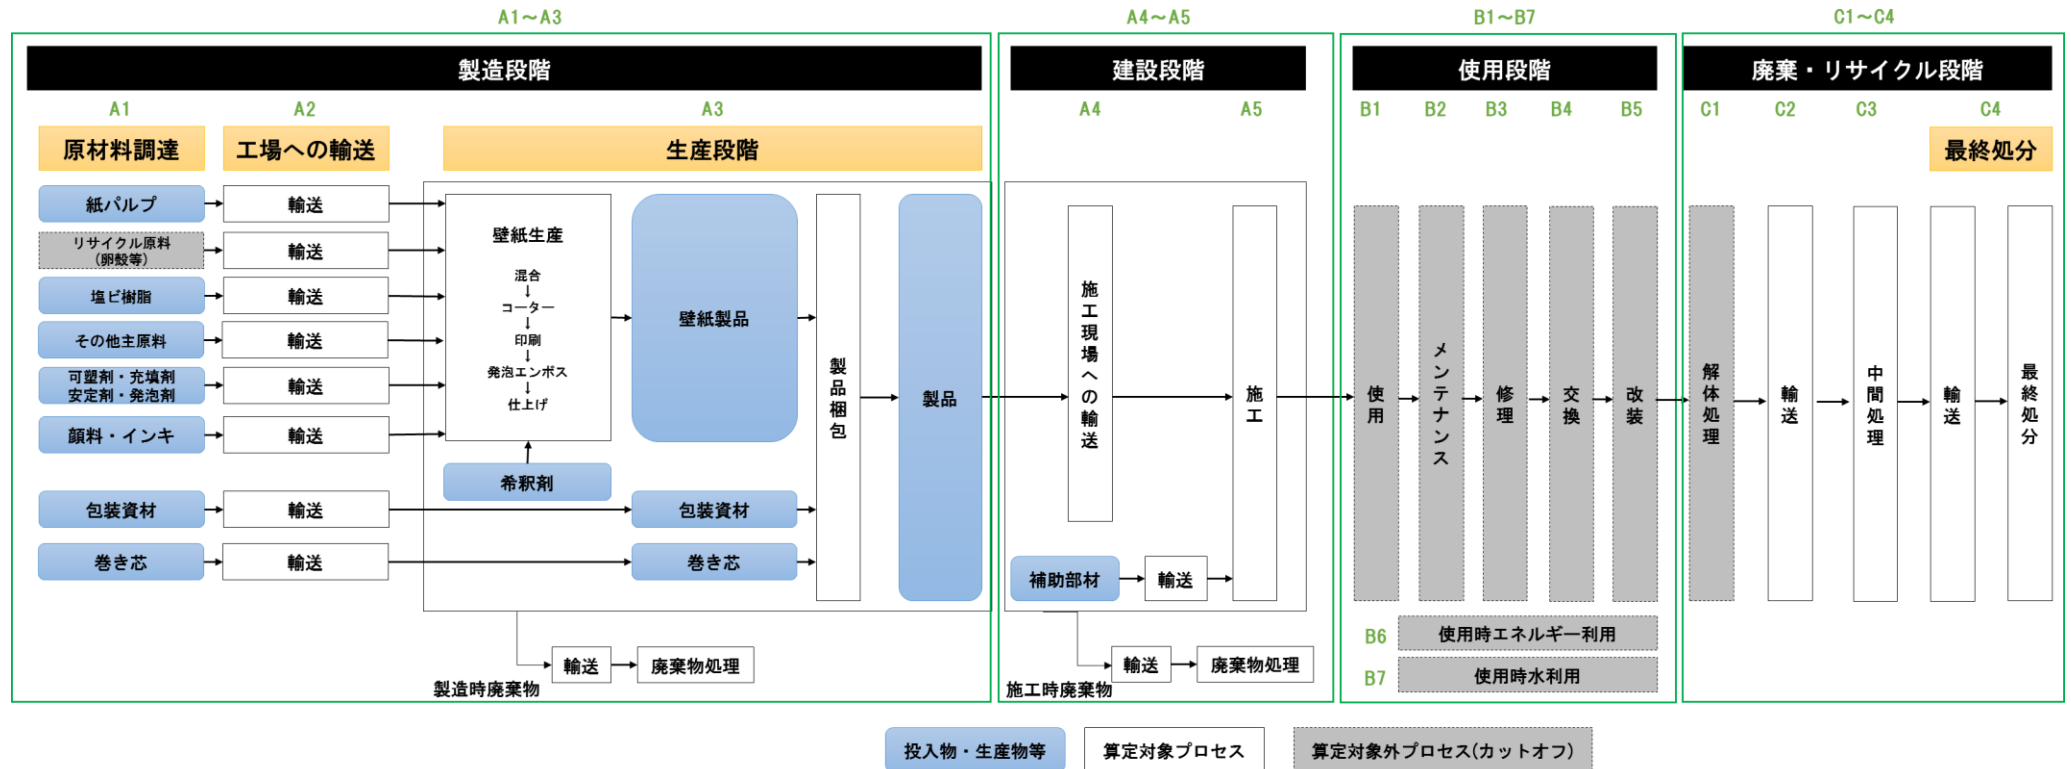 A1～A3
A4～A5
B1～B7
C1～C4
製造段階
建設段階
使用段階
廃棄・リサイクル段階
A1
A2
A3
A4
A5
B1
B2
B3
B4
B5
C1
C2
C3
C4
原材料調達
工場への輸送
生産段階
最終処分
紙パルプ
輸送
リサイクル原料
(卵殻等)
輸送
塩ビ樹脂
輸送
その他主原料
輸送
可塑剤・充填剤
安定剤・発泡剤
輸送
顔料・インキ
輸送
包装資材
輸送
巻き芯
輸送
壁紙生産
混合
↓
コーター
↓
印刷
↓
発泡エンボス
↓
仕上げ
希釈剤
壁紙製品
包装資材
巻き芯
製品梱包
製品
製造時廃棄物
輸送
廃棄物処理
施工現場への輸送
施工
補助部材
輸送
施工時廃棄物
輸送
廃棄物処理
使用
メンテナンス
修理
交換
改装
B6
使用時エネルギー利用
B7
使用時水利用
解体処理
輸送
中間処理
輸送
最終処分
投入物・生産物等
算定対象プロセス
算定対象外プロセス(カットオフ)